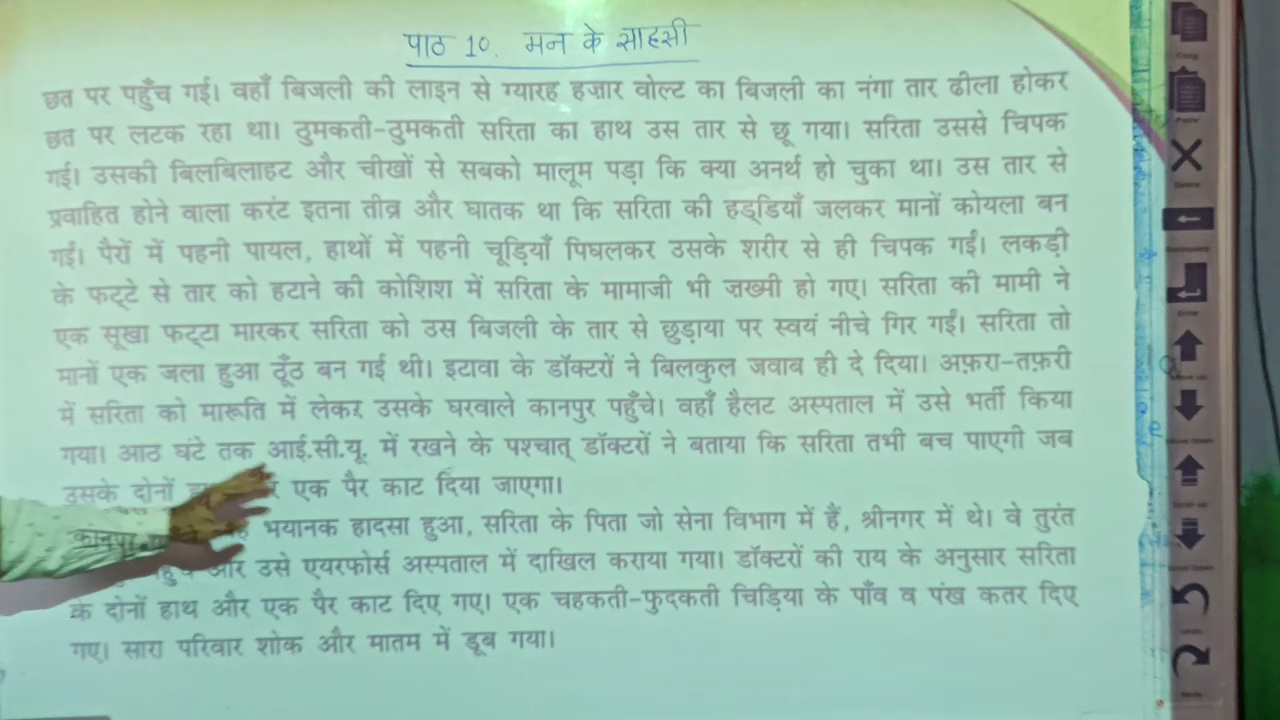 पाठ 10. मन के साहसी
छत पर पहुँच गई। वहाँ बिजली की लाइन से ग्यारह हज़ार वोल्ट का बिजली का नंगा तार ढीला होकर
छत पर लटक रहा था। ठुमकती-ठुमकती सरिता का हाथ उस तार से छू गया। सरिता उससे चिपक
गई। उसकी बिलबिलाहट और चीखों से सबको मालूम पड़ा कि क्या अनर्थ हो चुका था। उस तार से
प्रवाहित होने वाला करंट इतना तीव्र और घातक था कि सरिता की हड्डियाँ जलकर मानों कोयला बन
गईं। पैरों में पहनी पायल, हाथों में पहनी चूड़ियाँ पिघलकर उसके शरीर से ही चिपक गईं। लकड़ी
के फट्टे से तार को हटाने की कोशिश में सरिता के मामाजी भी ज़ख्मी हो गए। सरिता की मामी ने
एक सूखा फट्टा मारकर सरिता को उस बिजली के तार से छुड़ाया पर स्वयं नीचे गिर गईं। सरिता तो
मानों एक जला हुआ ठूँठ बन गई थी। इटावा के डॉक्टरों ने बिलकुल जवाब ही दे दिया। अफ़रा-तफ़री
में सरिता को मारूति में लेकर उसके घरवाले कानपुर पहुँचे। वहाँ हैलट अस्पताल में उसे भर्ती किया
गया। आठ घंटे तक आई.सी.यू. में रखने के पश्चात् डॉक्टरों ने बताया कि सरिता तभी बच पाएगी जब
उसके दोनों एक पैर काट दिया जाएगा।
भयानक हादसा हुआ, सरिता के पिता जो सेना विभाग में हैं, श्रीनगर में थे। वे तुरंत
और उसे एयरफोर्स अस्पताल में दाखिल कराया गया। डॉक्टरों की राय के अनुसार सरिता
के दोनों हाथ और एक पैर काट दिए गए। एक चहकती-फुदकती चिड़िया के पाँव व पंख कतर दिए
गए। सारा परिवार शोक और मातम में डूब गया।